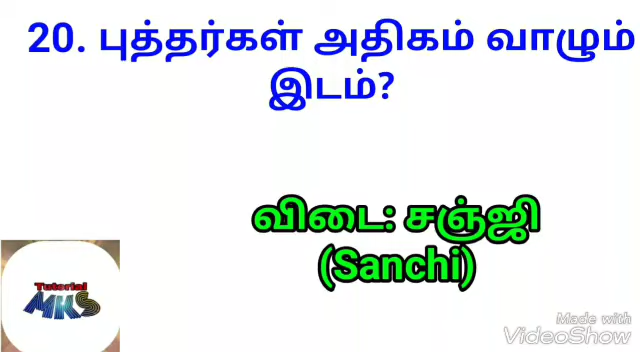 20. புத்தர்கள் அதிகம் வாழும்
இடம்?
விடை: சஞ்ஜி
(Sanchi)
Tutorial
MKS
Made with
VideoShow